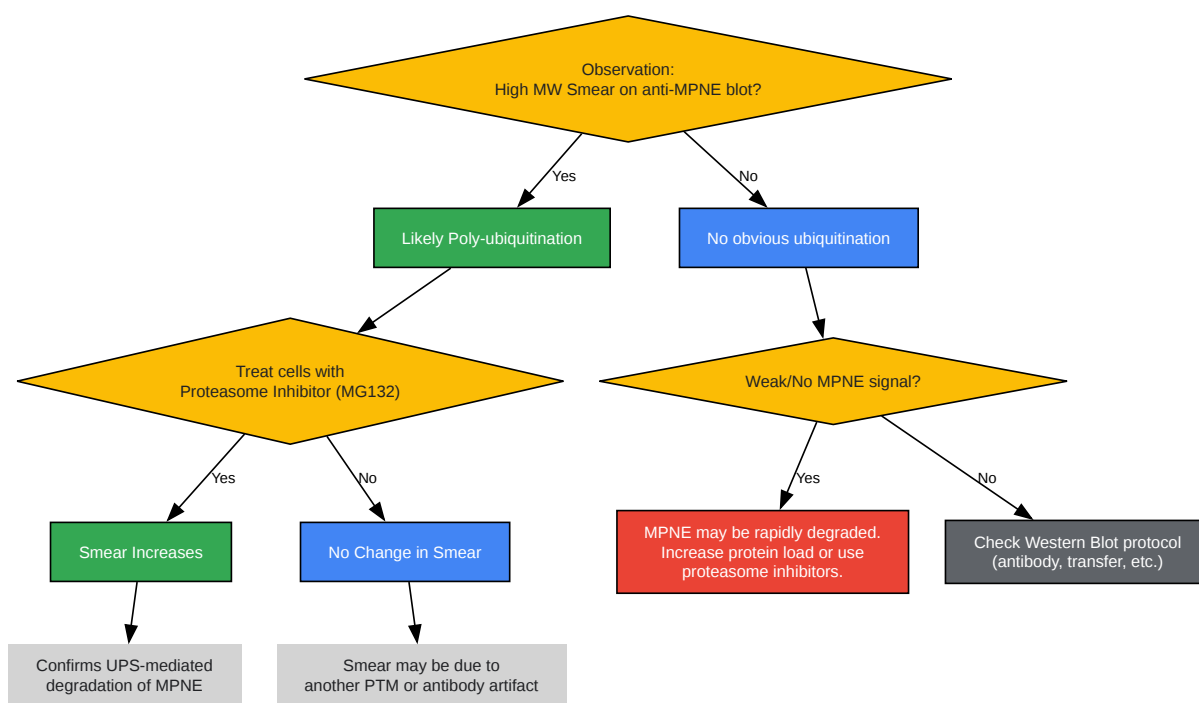 Observation:
High MW Smear on anti-MPNE blot?
Yes
No
Likely Poly-ubiquitination
No obvious ubiquitination
Treat cells with
Proteasome Inhibitor (MG132)
Weak/No MPNE signal?
Yes
No
Yes
No
Smear Increases
No Change in Smear
MPNE may be rapidly degraded.
Increase protein load or use
proteasome inhibitors.
Check Western Blot protocol
(antibody, transfer, etc.)
Confirms UPS-mediated
degradation of MPNE
Smear may be due to
another PTM or antibody artifact